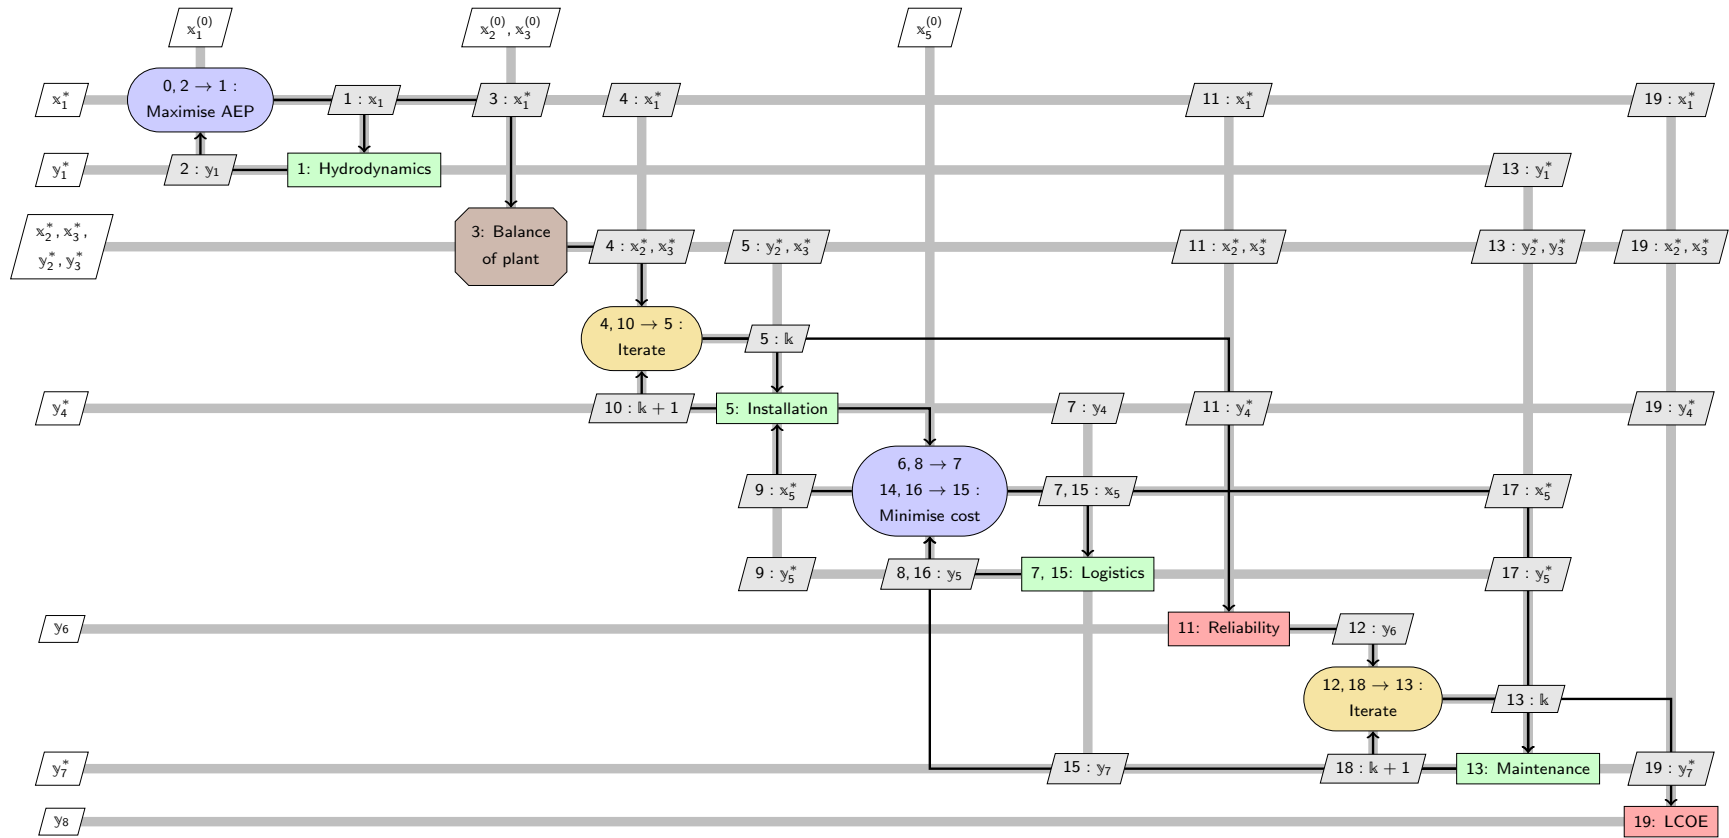 𝕩₁⁽⁰⁾
𝕩₂⁽⁰⁾, 𝕩₃⁽⁰⁾
𝕩₅⁽⁰⁾
𝕩₁*
0, 2 → 1 :
Maximise AEP
1 : 𝕩₁
3 : 𝕩₁*
4 : 𝕩₁*
11 : 𝕩₁*
19 : 𝕩₁*
𝕪₁*
2 : 𝕪₁
1: Hydrodynamics
13 : 𝕪₁*
𝕩₂*, 𝕩₃*,
𝕪₂*, 𝕪₃*
3: Balance
of plant
4 : 𝕩₂*, 𝕩₃*
5 : 𝕪₂*, 𝕩₃*
11 : 𝕩₂*, 𝕩₃*
13 : 𝕪₂*, 𝕪₃*
19 : 𝕩₂*, 𝕩₃*
4, 10 → 5 :
Iterate
5 : 𝕜
𝕪₄*
10 : 𝕜 + 1
5: Installation
7 : 𝕪₄
11 : 𝕪₄*
19 : 𝕪₄*
9 : 𝕩₅*
6, 8 → 7
14, 16 → 15 :
Minimise cost
7, 15 : 𝕩₅
17 : 𝕩₅*
9 : 𝕪₅*
8, 16 : 𝕪₅
7, 15: Logistics
17 : 𝕪₅*
𝕪₆
11: Reliability
12 : 𝕪₆
12, 18 → 13 :
Iterate
13 : 𝕜
𝕪₇*
15 : 𝕪₇
18 : 𝕜 + 1
13: Maintenance
19 : 𝕪₇*
𝕪₈
19: LCOE